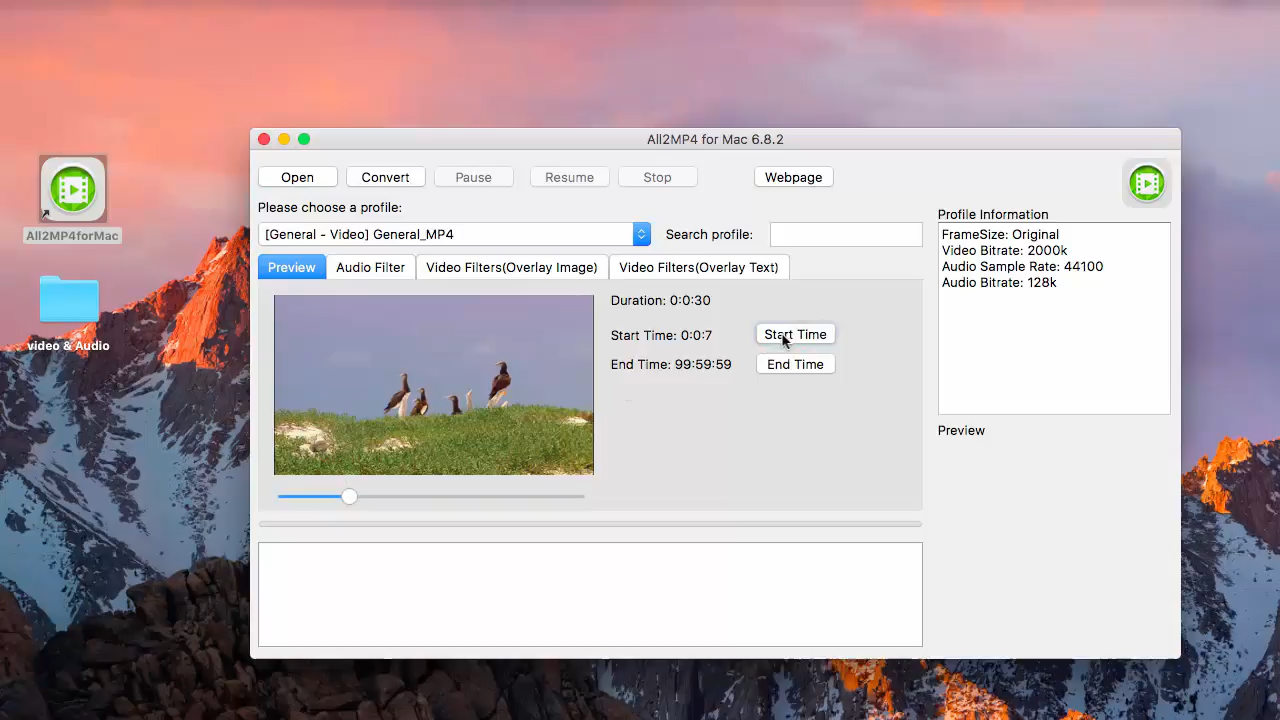 All2MP4 for Mac 6.8.2
Open
Convert
Pause
Resume
Stop
Webpage
Please choose a profile:
[General - Video] General_MP4
Search profile:
Profile Information
FrameSize: Original
Video Bitrate: 2000k
Audio Sample Rate: 44100
Audio Bitrate: 128k
Preview
Audio Filter
Video Filters(Overlay Image)
Video Filters(Overlay Text)
Duration: 0:0:30
Start Time: 0:0:7
Start Time
End Time: 99:59:59
End Time
Preview
All2MP4forMac
video & Audio